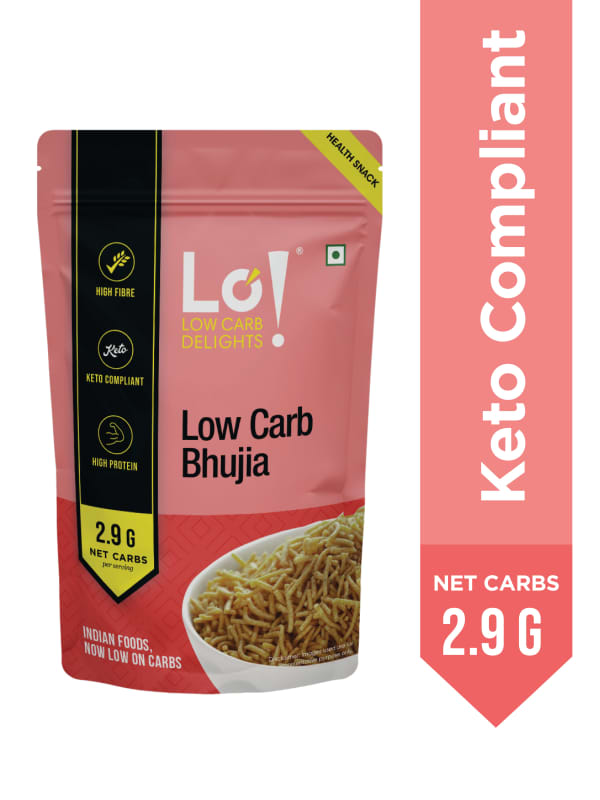 HEALTH SNACK
Ló!®
LOW CARB
DELIGHTS
HIGH FIBRE
Keto
KETO COMPLIANT
HIGH PROTEIN
Low Carb
Bhujia
2.9 G
NET CARBS
per serving
INDIAN FOODS,
NOW LOW ON CARBS
Keto Compliant
NET CARBS
2.9 G